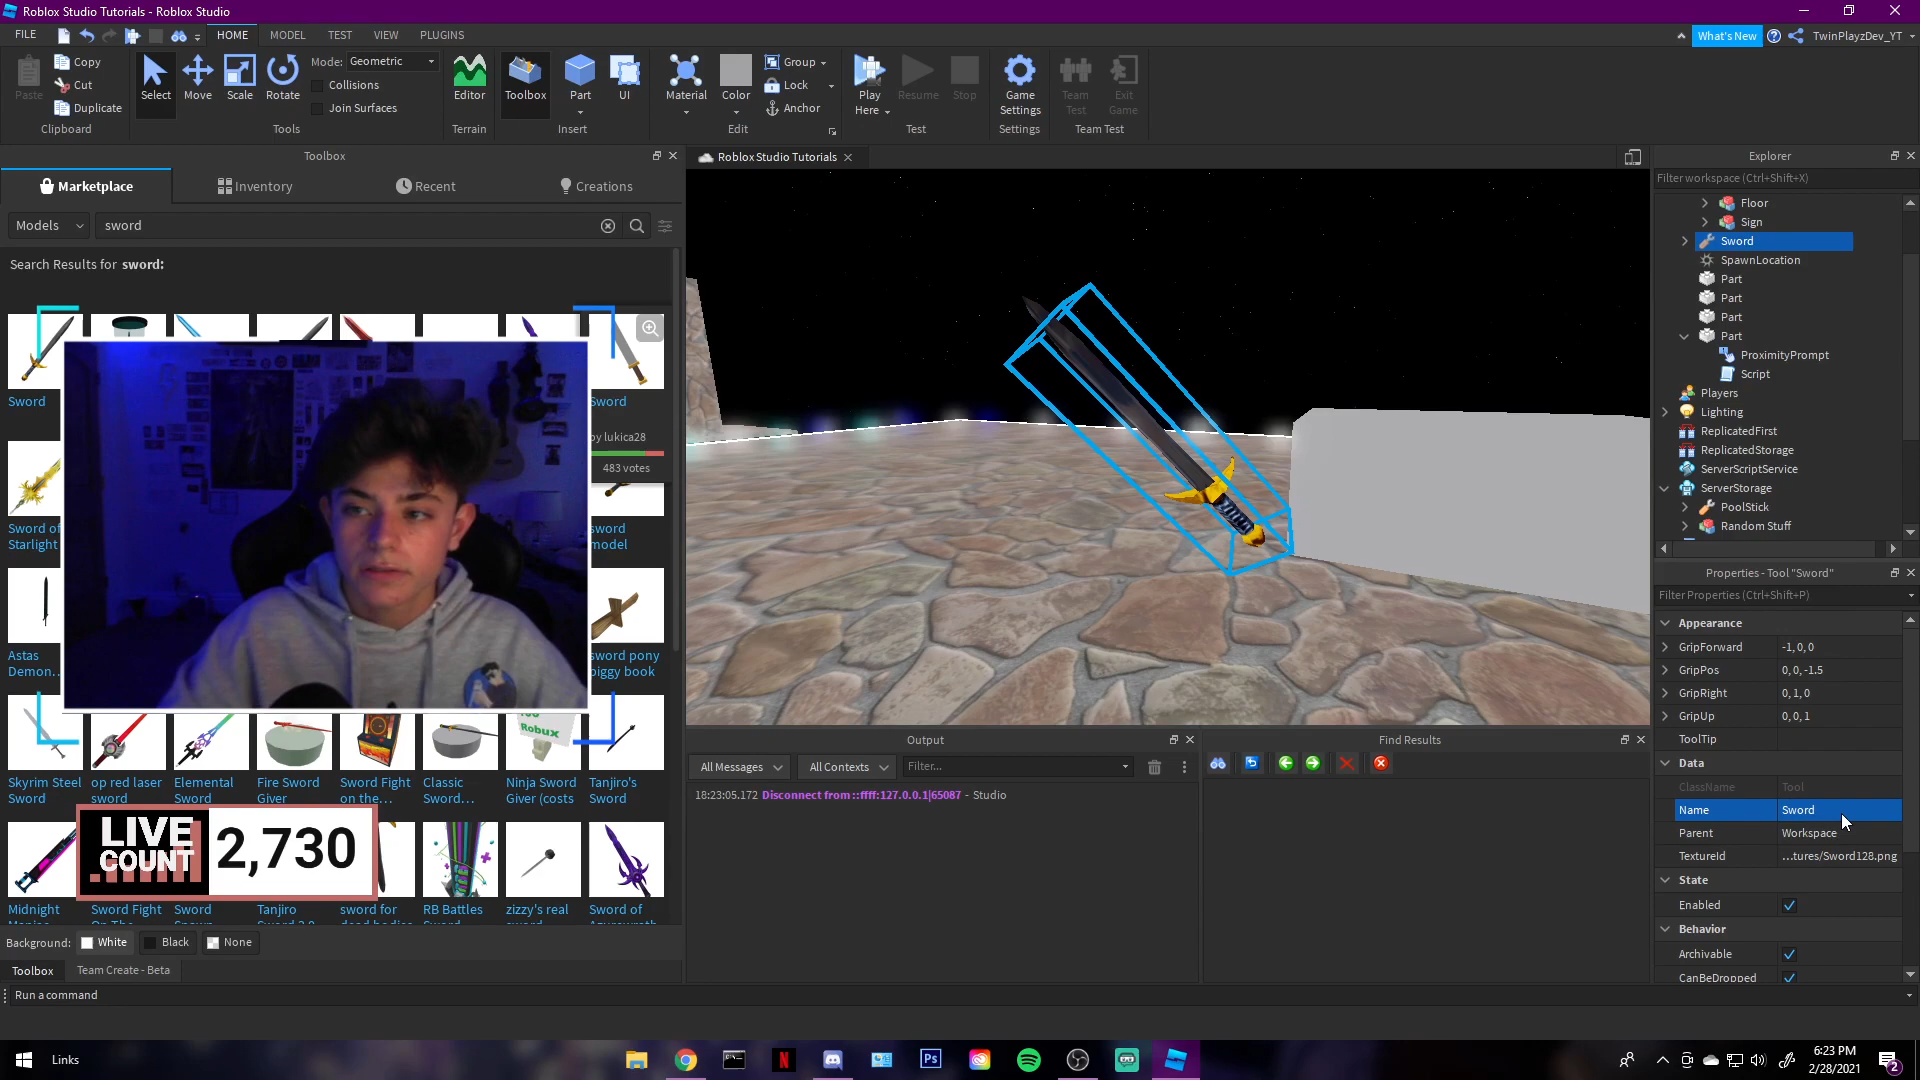 Roblox Studio Tutorials - Roblox Studio
FILE HOME MODEL TEST VIEW PLUGINS What's New TwinPlayzDev_YT
Paste Copy Cut Duplicate Clipboard
Select Move Scale Rotate Mode: Geometric Collisions Join Surfaces Tools
Editor Terrain
Toolbox Part UI Insert
Material Color Group Lock Anchor Edit
Play Here Resume Stop Test
Game Settings Settings
Team Test Exit Game Team Test
Toolbox
Marketplace Inventory Recent Creations
Models sword
Search Results for sword:
Sword Sword
by lukica28
483 votes
Sword of Starlight
sword model
Astas Demon...
sword pony piggy book
Robux
Skyrim Steel Sword
op red laser sword
Elemental Sword
Fire Sword Giver
Sword Fight on the...
Classic Sword...
Ninja Sword Giver (costs
Tanjiro's Sword
LIVE COUNT 2,730
Midnight
Sword Fight
Sword
Tanjiro
sword for
RB Battles
zizzy's real
Sword of
Background: White Black None
Toolbox Team Create - Beta
Run a command
Roblox Studio Tutorials
Output
All Messages All Contexts Filter...
18:23:05.172 Disconnect from ::ffff:127.0.0.1|65087 - Studio
Find Results
Explorer
Filter workspace (Ctrl+Shift+X)
Floor
Sign
Sword
SpawnLocation
Part
Part
Part
Part
ProximityPrompt
Script
Players
Lighting
ReplicatedFirst
ReplicatedStorage
ServerScriptService
ServerStorage
PoolStick
Random Stuff
Properties - Tool "Sword"
Filter Properties (Ctrl+Shift+P)
Appearance
GripForward -1, 0, 0
GripPos 0, 0, -1.5
GripRight 0, 1, 0
GripUp 0, 0, 1
ToolTip
Data
ClassName Tool
Name Sword
Parent Workspace
TextureId ...tures/Sword128.png
State
Enabled
Behavior
Archivable
CanBeDropped
Links
Ps
6:23 PM
2/28/2021
2